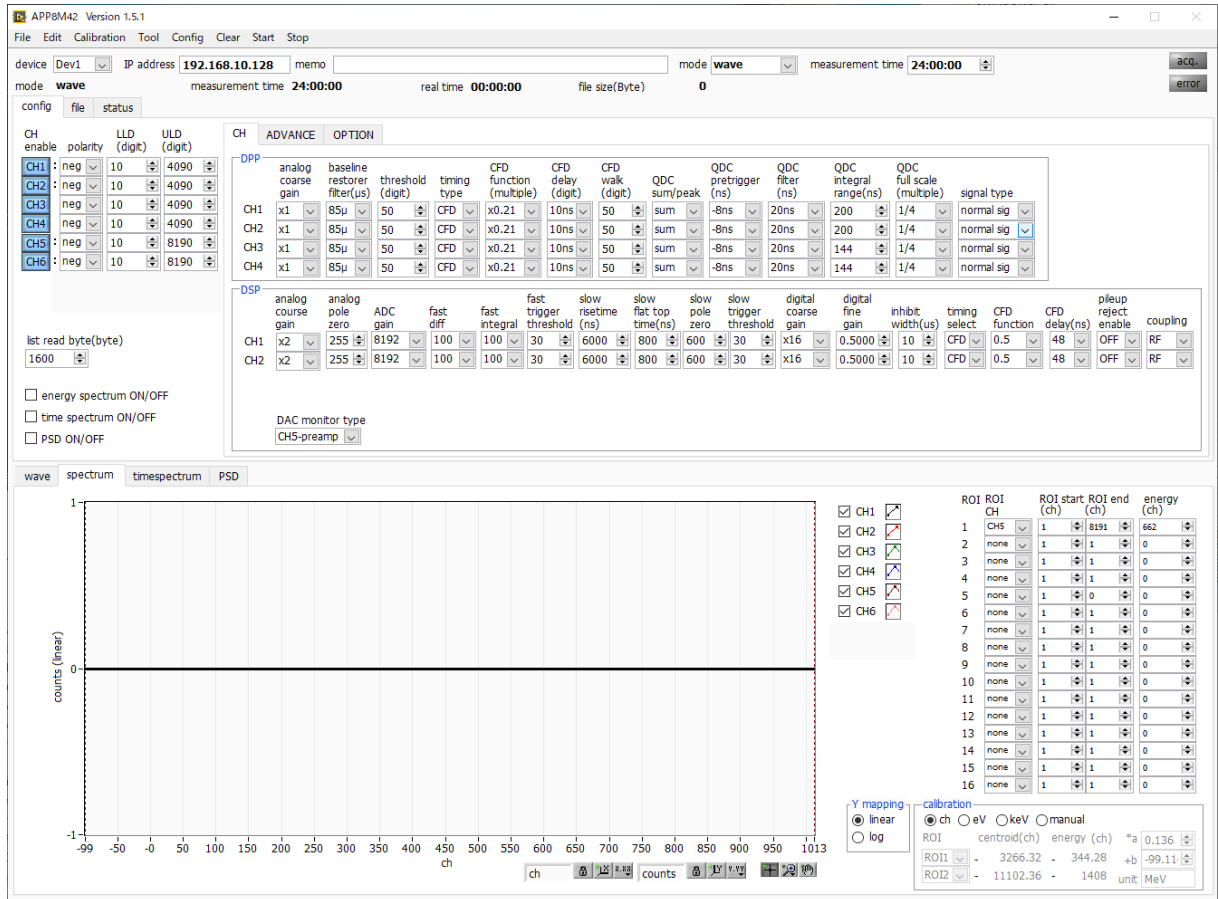 APP8M42 Version 1.5.1
File Edit Calibration Tool Config Clear Start Stop
device Dev1 IP address 192.168.10.128 memo mode wave measurement time 24:00:00 acq.
mode wave measurement time 24:00:00 real time 00:00:00 file size(Byte) 0 error
config file status
CH enable polarity LLD (digit) ULD (digit)
CH1 : neg 10 4090
CH2 : neg 10 4090
CH3 : neg 10 4090
CH4 : neg 10 4090
CH5 : neg 10 8190
CH6 : neg 10 8190
list read byte(byte)
1600
energy spectrum ON/OFF
time spectrum ON/OFF
PSD ON/OFF
CH ADVANCE OPTION
DPP
analog coarse gain baseline restorer filter(μs) threshold (digit) timing type CFD function (multiple) CFD delay (digit) CFD walk (digit) QDC sum/peak QDC pretrigger (ns) QDC filter (ns) QDC integral range(ns) QDC full scale (multiple) signal type
CH1 x1 85μ 50 CFD x0.21 10ns 50 sum -8ns 20ns 200 1/4 normal sig
CH2 x1 85μ 50 CFD x0.21 10ns 50 sum -8ns 20ns 200 1/4 normal sig
CH3 x1 85μ 50 CFD x0.21 10ns 50 sum -8ns 20ns 144 1/4 normal sig
CH4 x1 85μ 50 CFD x0.21 10ns 50 sum -8ns 20ns 144 1/4 normal sig
DSP
analog course gain analog pole zero ADC gain fast diff fast integral fast trigger threshold slow risetime (ns) slow flat top time(ns) slow pole zero slow trigger threshold digital coarse gain digital fine gain inhibit width(us) timing select CFD function CFD delay(ns) pileup reject enable coupling
CH1 x2 255 8192 100 100 30 6000 800 600 30 x16 0.5000 10 CFD 0.5 48 OFF RF
CH2 x2 255 8192 100 100 30 6000 800 600 30 x16 0.5000 10 CFD 0.5 48 OFF RF
DAC monitor type
CH5-preamp
wave spectrum timespectrum PSD
counts (linear)
1
0
-1
-99 -50 -0 50 100 150 200 250 300 350 400 450 500 550 600 650 700 750 800 850 900 950 1013
ch
ch counts
CH1
CH2
CH3
CH4
CH5
CH6
ROI ROI CH ROI start (ch) ROI end (ch) energy (ch)
1 CH5 1 8191 662
2 none 1 1 0
3 none 1 1 0
4 none 1 1 0
5 none 1 0 0
6 none 1 1 0
7 none 1 1 0
8 none 1 1 0
9 none 1 1 0
10 none 1 1 0
11 none 1 1 0
12 none 1 1 0
13 none 1 1 0
14 none 1 1 0
15 none 1 1 0
16 none 1 1 0
Y mapping
linear
log
calibration
ch eV keV manual
ROI centroid(ch) energy (ch) *a 0.136
ROI1 - 3266.32 - 344.28 +b -99.11
ROI2 - 11102.36 - 1408 unit MeV